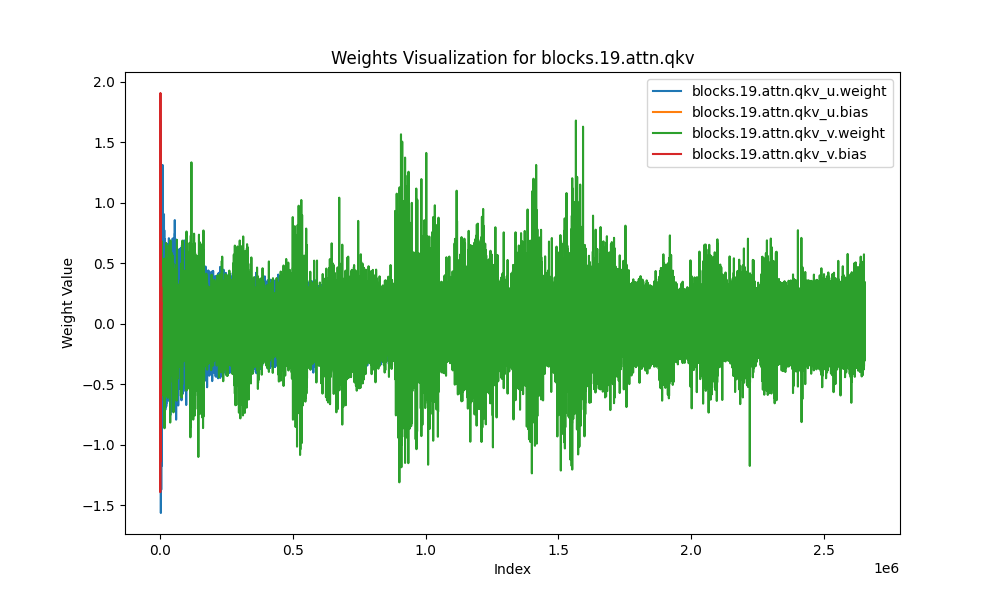 Weights Visualization for blocks.19.attn.qkv
blocks.19.attn.qkv_u.weight
blocks.19.attn.qkv_u.bias
blocks.19.attn.qkv_v.weight
blocks.19.attn.qkv_v.bias
2.0
1.5
1.0
0.5
0.0
−0.5
−1.0
−1.5
Weight Value
0.0 0.5 1.0 1.5 2.0 2.5
1e6
Index